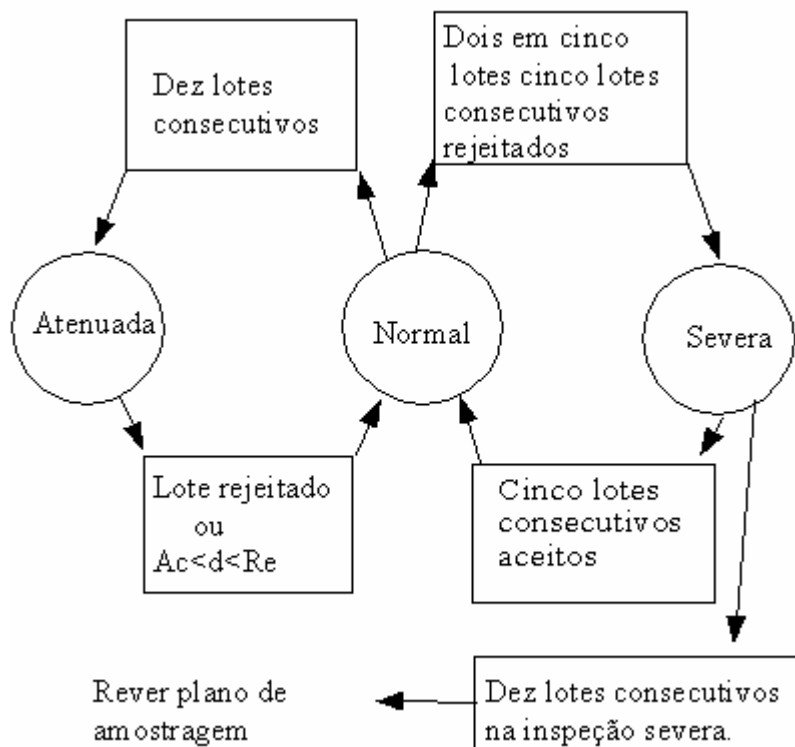 Dez lotes
consecutivos
Dois em cinco
lotes cinco lotes
consecutivos
rejeitados
Atenuada
Normal
Severa
Lote rejeitado
ou
Ac<d<Re
Cinco lotes
consecutivos
aceitos
Rever plano de
amostragem
Dez lotes consecutivos
na inspeção severa.